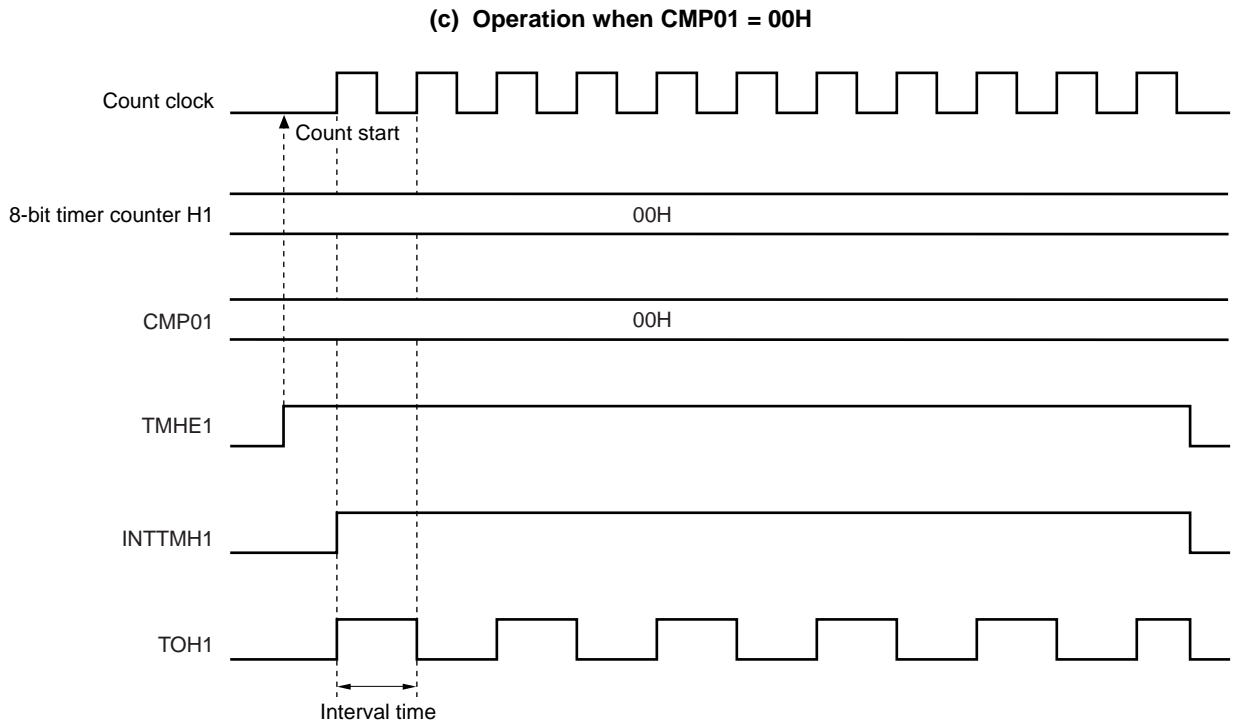 (c) Operation when CMP01 = 00H
Count clock
Count start
8-bit timer counter H1
00H
CMP01
00H
TMHE1
INTTMH1
TOH1
Interval time